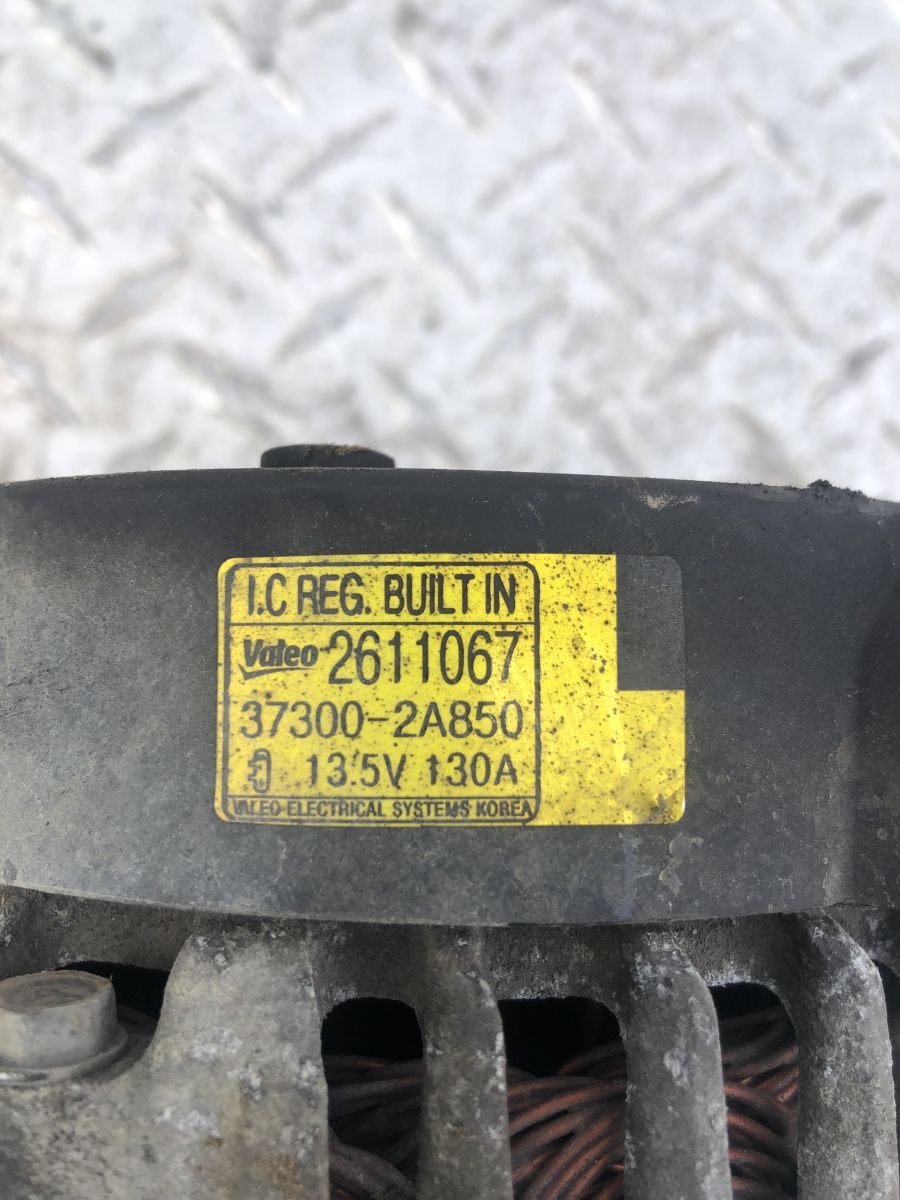 I.C REG. BUILT IN
Valeo 2611067
37300-2A850
13.5V 130A
VALEO ELECTRICAL SYSTEMS KOREA